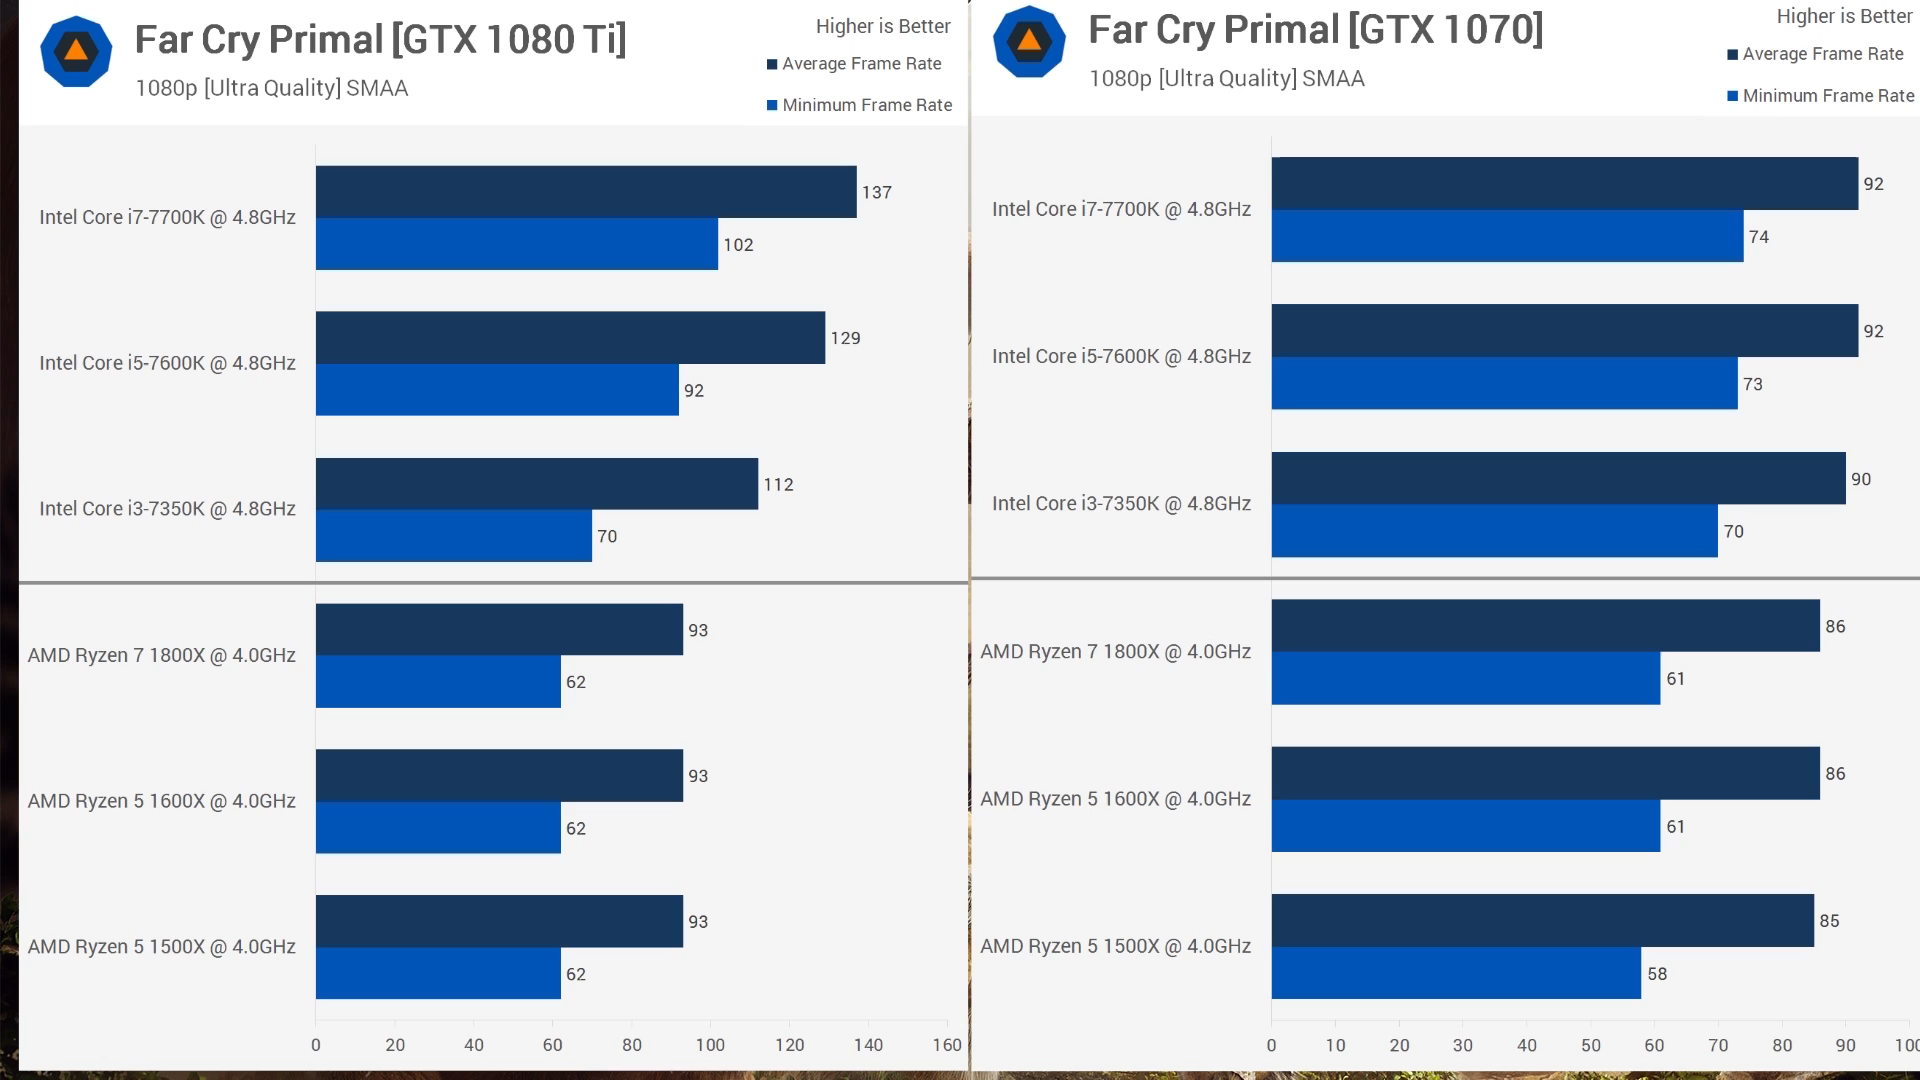 Far Cry Primal [GTX 1080 Ti]
1080p [Ultra Quality] SMAA
Higher is Better
Average Frame Rate
Minimum Frame Rate
Intel Core i7-7700K @ 4.8GHz
137
102
Intel Core i5-7600K @ 4.8GHz
129
92
Intel Core i3-7350K @ 4.8GHz
112
70
AMD Ryzen 7 1800X @ 4.0GHz
93
62
AMD Ryzen 5 1600X @ 4.0GHz
93
62
AMD Ryzen 5 1500X @ 4.0GHz
93
62
0 20 40 60 80 100 120 140 160
Far Cry Primal [GTX 1070]
1080p [Ultra Quality] SMAA
Higher is Better
Average Frame Rate
Minimum Frame Rate
Intel Core i7-7700K @ 4.8GHz
92
74
Intel Core i5-7600K @ 4.8GHz
92
73
Intel Core i3-7350K @ 4.8GHz
90
70
AMD Ryzen 7 1800X @ 4.0GHz
86
61
AMD Ryzen 5 1600X @ 4.0GHz
86
61
AMD Ryzen 5 1500X @ 4.0GHz
85
58
0 10 20 30 40 50 60 70 80 90 100